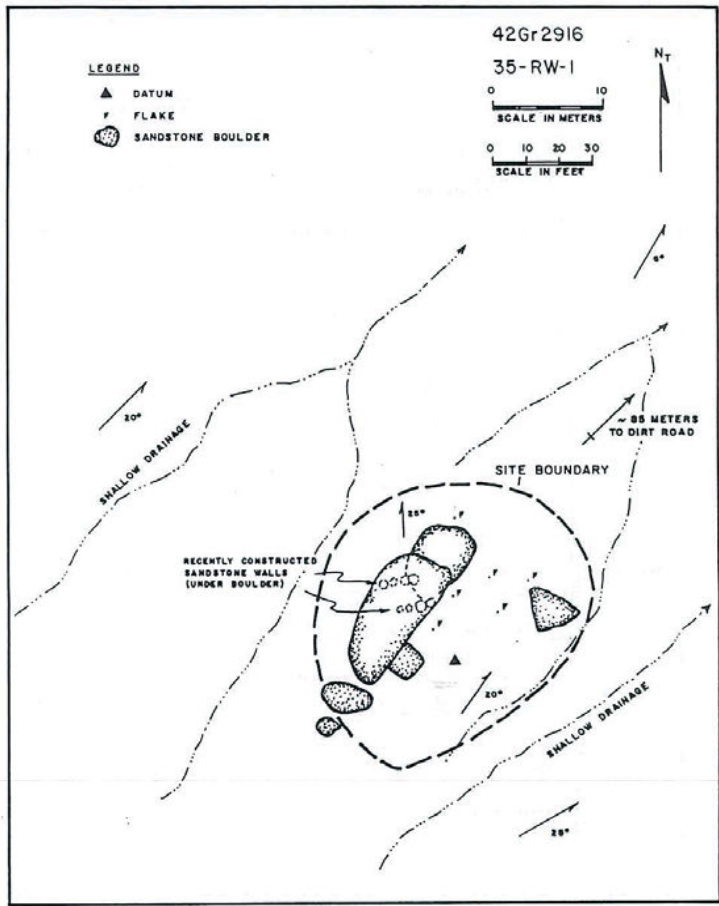 42Gr2916
35-RW-1
N T
0 10
SCALE IN METERS
0 10 20 30
SCALE IN FEET
LEGEND
DATUM
F FLAKE
SANDSTONE BOULDER
6°
20°
~ 85 METERS
TO DIRT ROAD
SHALLOW DRAINAGE
SITE BOUNDARY
25°
F
RECENTLY CONSTRUCTED
SANDSTONE WALLS
(UNDER BOULDER)
F
F
F
F
F
20°
SHALLOW DRAINAGE
28°